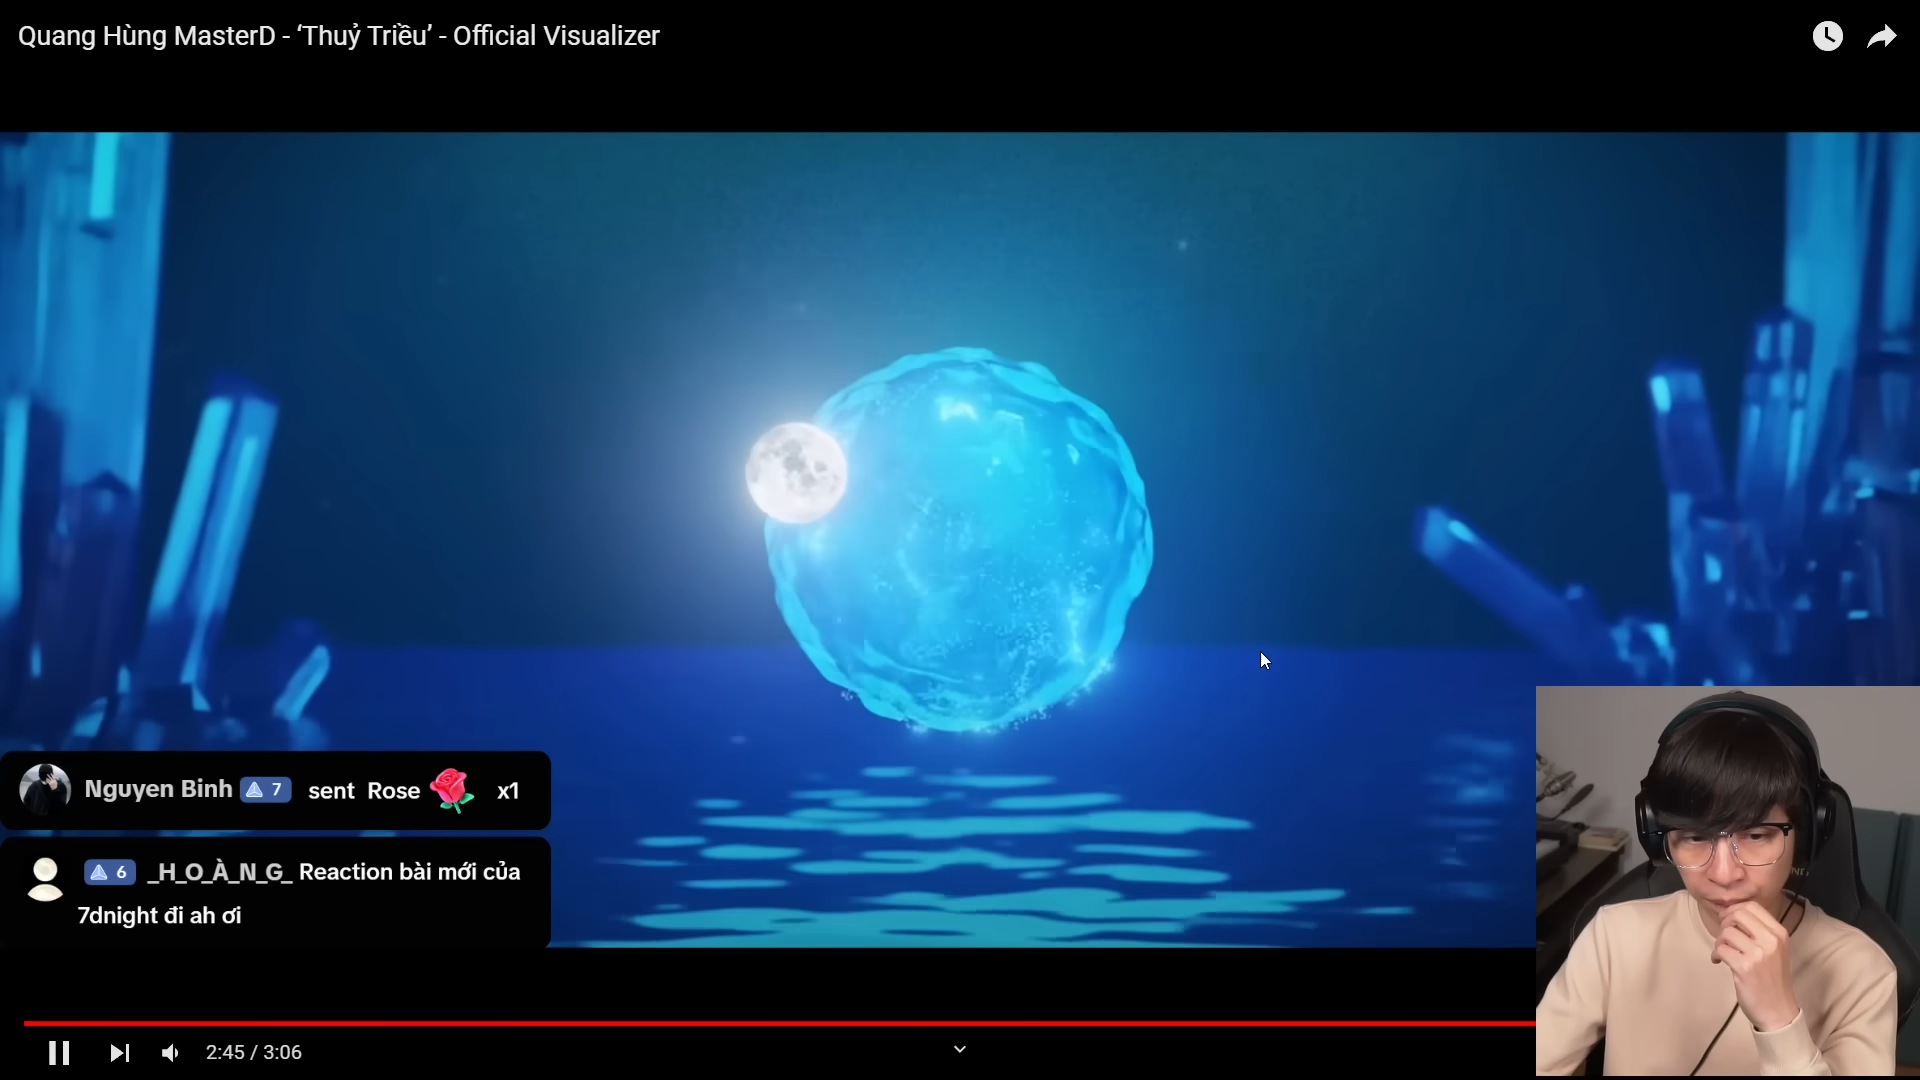 Quang Hùng MasterD - ‘Thuỷ Triều’ - Official Visualizer
Nguyen Binh 7 sent Rose x1
6 _H_O_À_N_G_ Reaction bài mới của
7dnight đi ah ơi
2:45 / 3:06